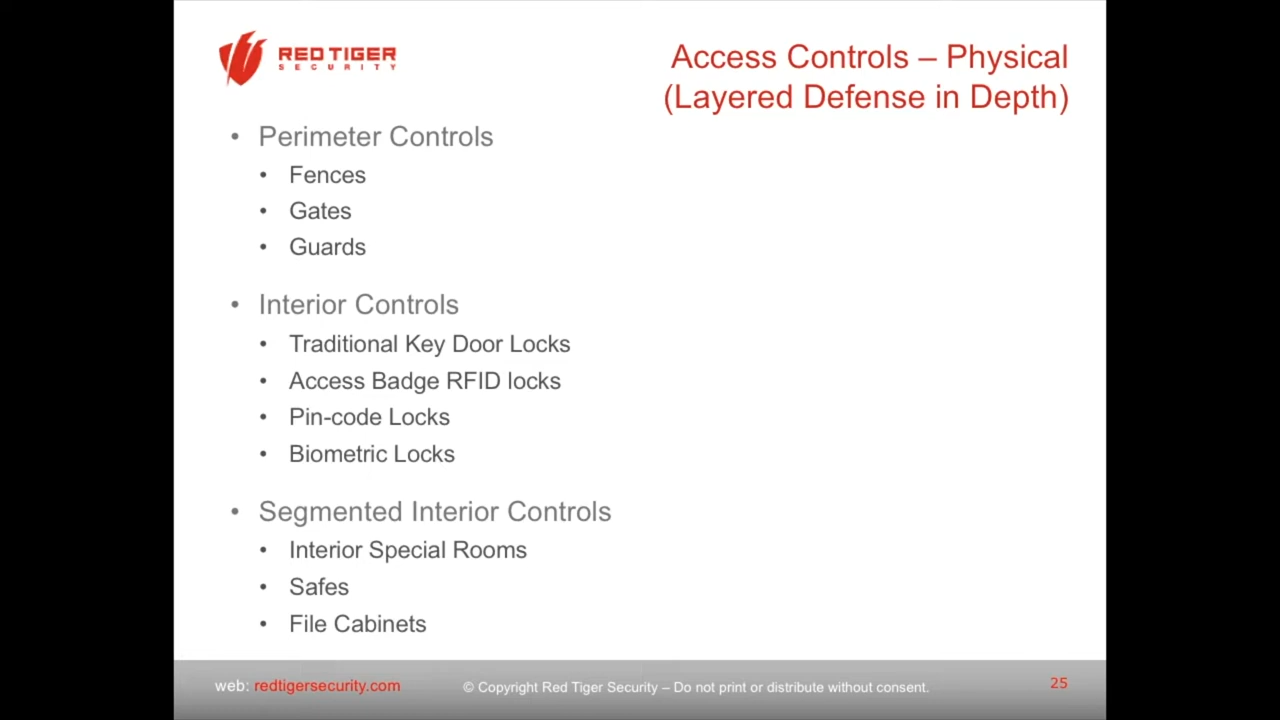 RED TIGER
SECURITY
Access Controls – Physical
(Layered Defense in Depth)
• Perimeter Controls
• Fences
• Gates
• Guards
• Interior Controls
• Traditional Key Door Locks
• Access Badge RFID locks
• Pin-code Locks
• Biometric Locks
• Segmented Interior Controls
• Interior Special Rooms
• Safes
• File Cabinets
web: redtigersecurity.com
© Copyright Red Tiger Security – Do not print or distribute without consent.
25